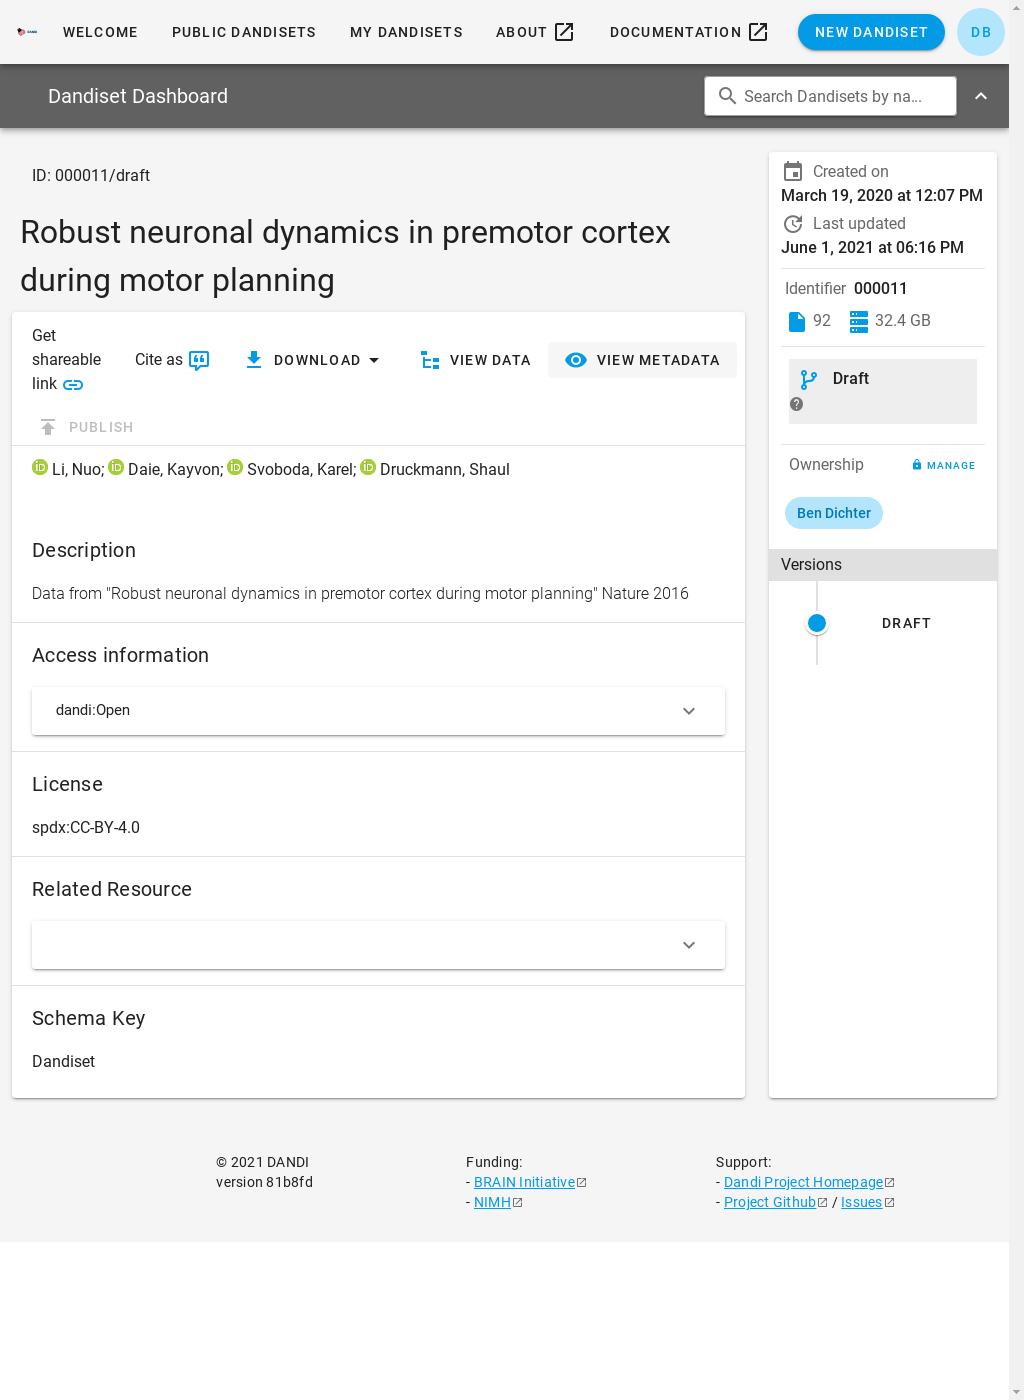 WELCOME PUBLIC DANDISETS MY DANDISETS ABOUT DOCUMENTATION NEW DANDISET DB
Dandiset Dashboard
Search Dandisets by na...
ID: 000011/draft
Robust neuronal dynamics in premotor cortex
during motor planning
Get
shareable
link
Cite as
DOWNLOAD
VIEW DATA
VIEW METADATA
PUBLISH
Li, Nuo; Daie, Kayvon; Svoboda, Karel; Druckmann, Shaul
Description
Data from "Robust neuronal dynamics in premotor cortex during motor planning" Nature 2016
Access information
dandi:Open
License
spdx:CC-BY-4.0
Related Resource
Schema Key
Dandiset
Created on
March 19, 2020 at 12:07 PM
Last updated
June 1, 2021 at 06:16 PM
Identifier 000011
92 32.4 GB
Draft
Ownership MANAGE
Ben Dichter
Versions
DRAFT
© 2021 DANDI
version 81b8fd
Funding:
- BRAIN Initiative
- NIMH
Support:
- Dandi Project Homepage
- Project Github / Issues